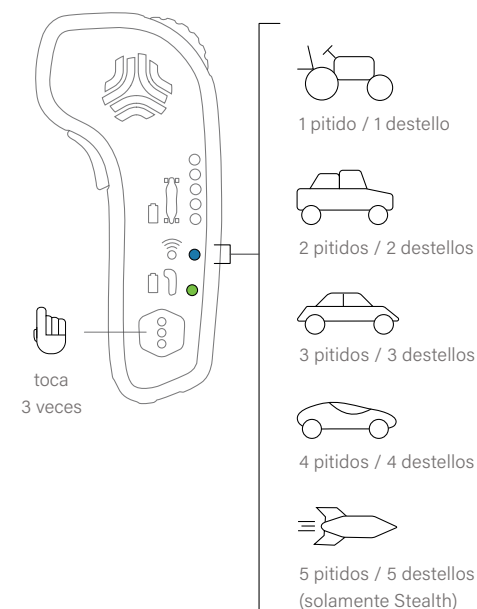 1 pitido / 1 destello
2 pitidos / 2 destellos
3 pitidos / 3 destellos
toca
3 veces
4 pitidos / 4 destellos
5 pitidos / 5 destellos
(solamente Stealth)